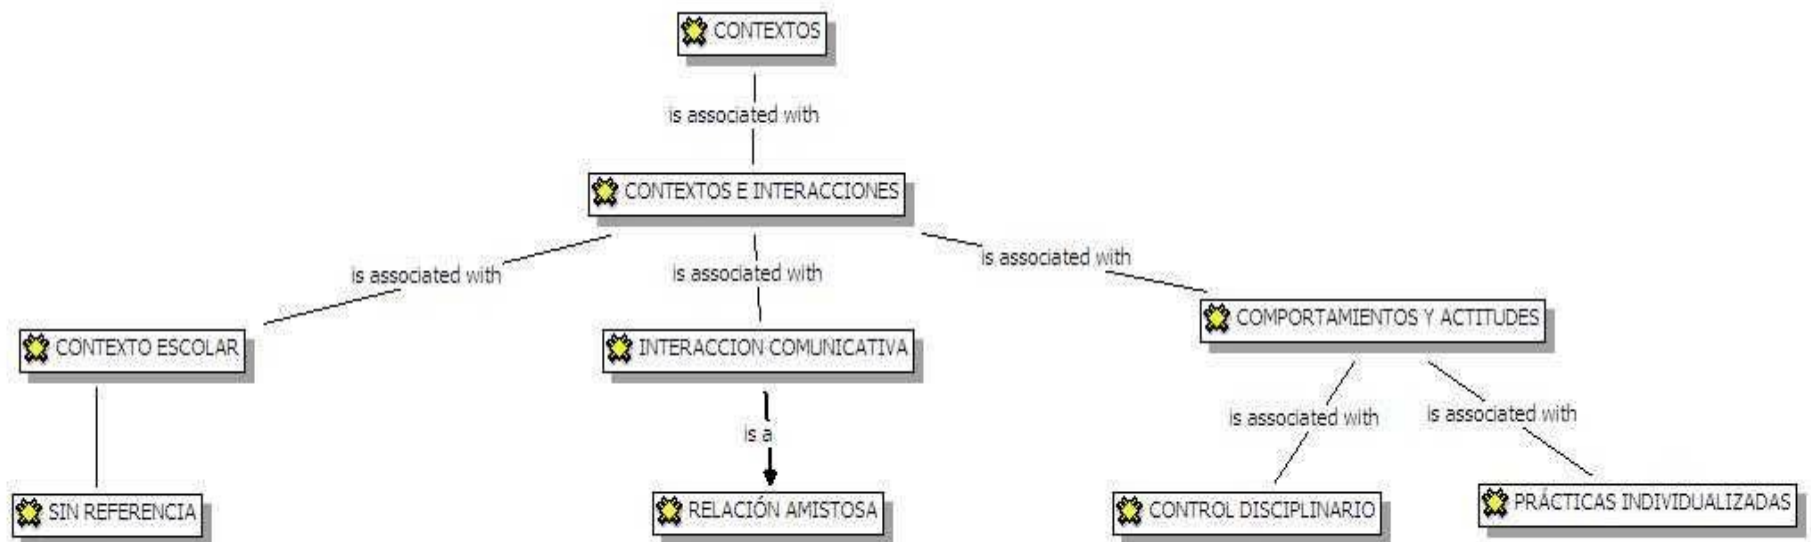 CONTEXTOS
is associated with
CONTEXTOS E INTERACCIONES
is associated with
is associated with
is associated with
CONTEXTO ESCOLAR
INTERACCION COMUNICATIVA
COMPORTAMIENTOS Y ACTITUDES
is a
is associated with
is associated with
SIN REFERENCIA
RELACIÓN AMISTOSA
CONTROL DISCIPLINARIO
PRÁCTICAS INDIVIDUALIZADAS